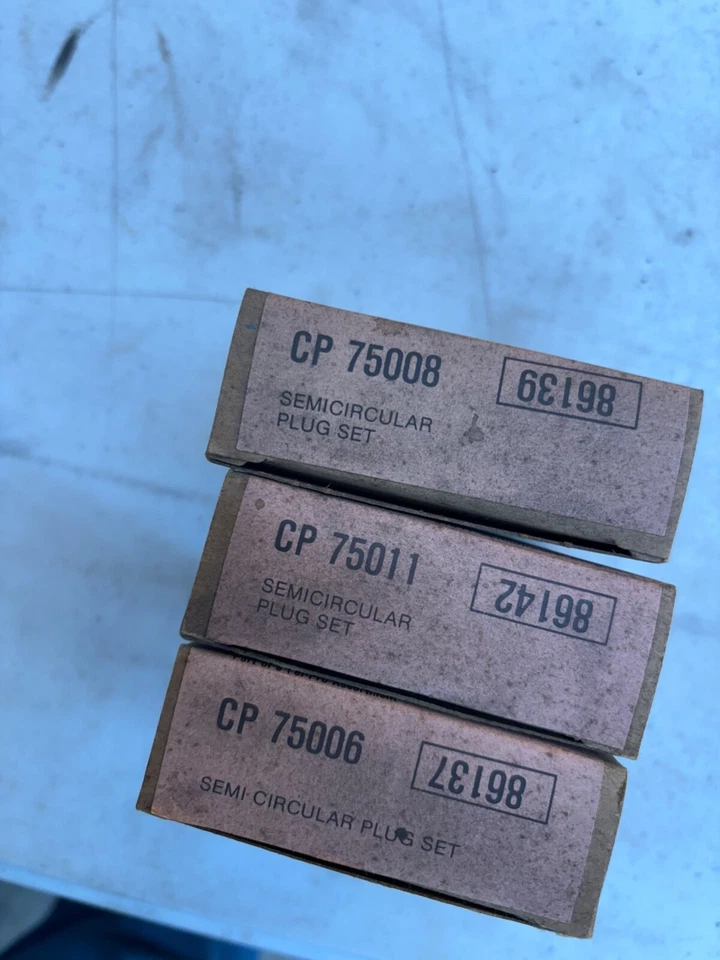 CP 75008
86139
SEMICIRCULAR
PLUG SET
CP 75011
86142
SEMICIRCULAR
PLUG SET
CP 75006
86137
SEMI-CIRCULAR PLUG SET